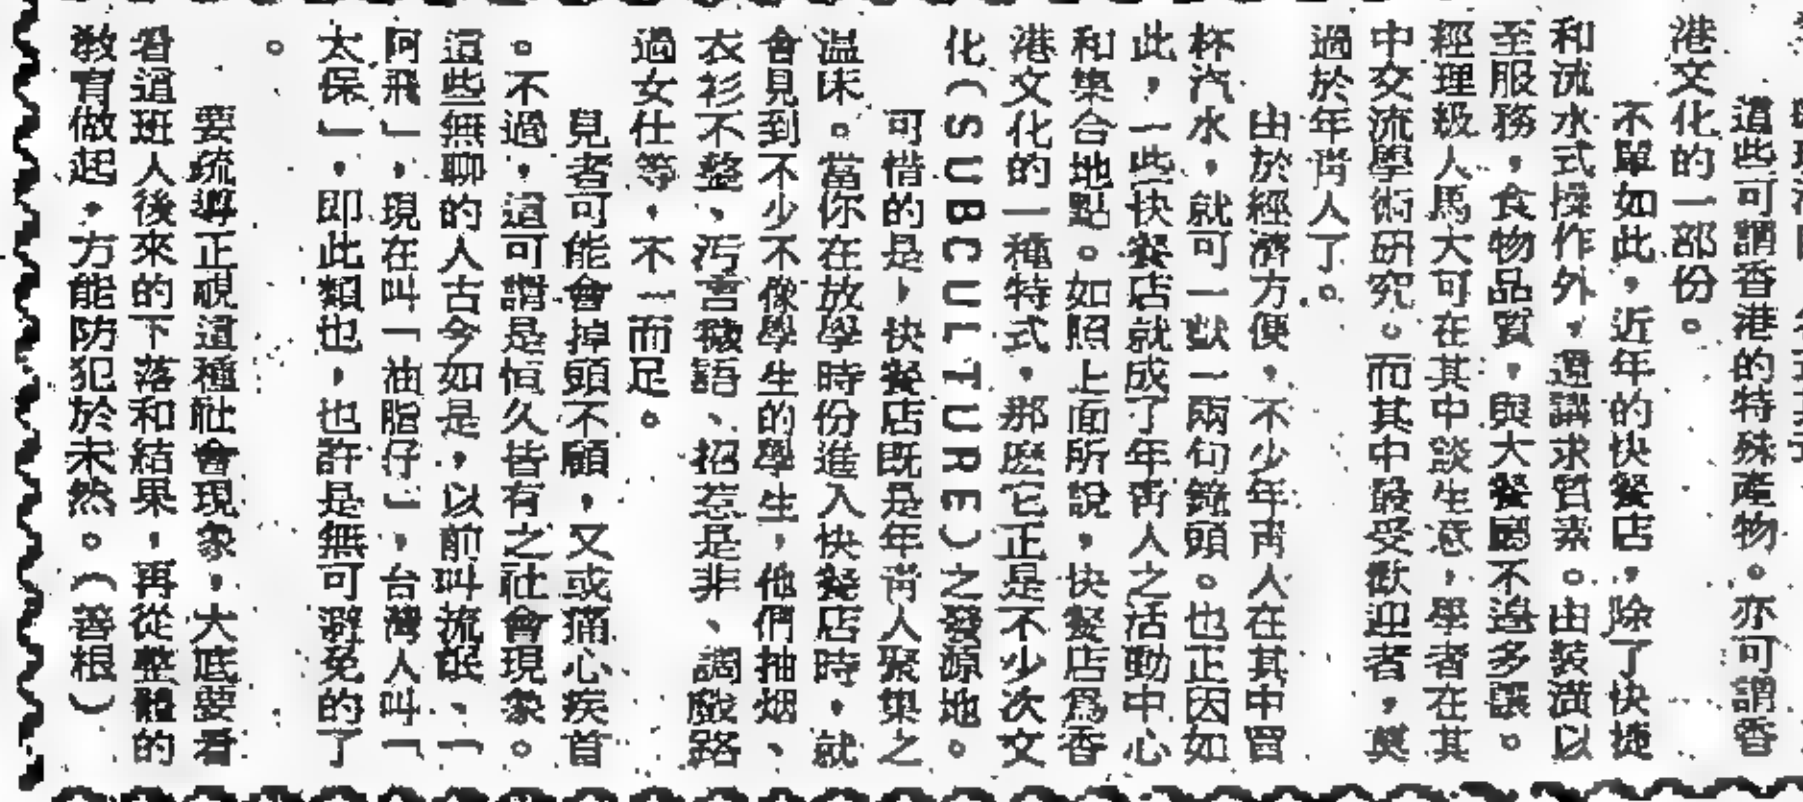 這些可謂香港的特殊產物。亦可謂香
港文化的一部份。
不單如此，近年的快餐店，除了快捷
和流水式操作外，還講求質素。由裝潢以
至服務，食物品質，與大餐廳不遑多讓。
經理級人馬大可在其中談生意，學者在其
中交流學術研究。而其中最受歡迎者，莫
過於年青人了。
由於經濟方便，不少年青人在其中買
杯汽水，就可一歎一兩句鐘頭。也正因如
此，一些快餐店就成了年青人之活動中心
和集合地點。如照上面所說，快餐店爲香
港文化的一種特式，那麽它正是不少次文
化（SUBCULTURE）之發源地。
可惜的是，快餐店既是年青人聚集之
溫床。當你在放學時份進入快餐店時，就
會見到不少不像學生的學生，他們抽烟、
衣衫不整、污言穢語、招惹是非、調戲路
過女仕等，不一而足。
見者可能會掉頭不顧，又或痛心疾首
。不過，這可謂是恒久皆有之社會現象。
這些無聊的人古今如是，以前叫流氓、「
阿飛」，現在叫「油脂仔」，台灣人叫「
太保」，即此類也，也許是無可避免的了
。
要疏導正視這種社會現象，大底要看
看這班人後來的下落和結果，再從整體的
敎育做起，方能防犯於未然。（善根）